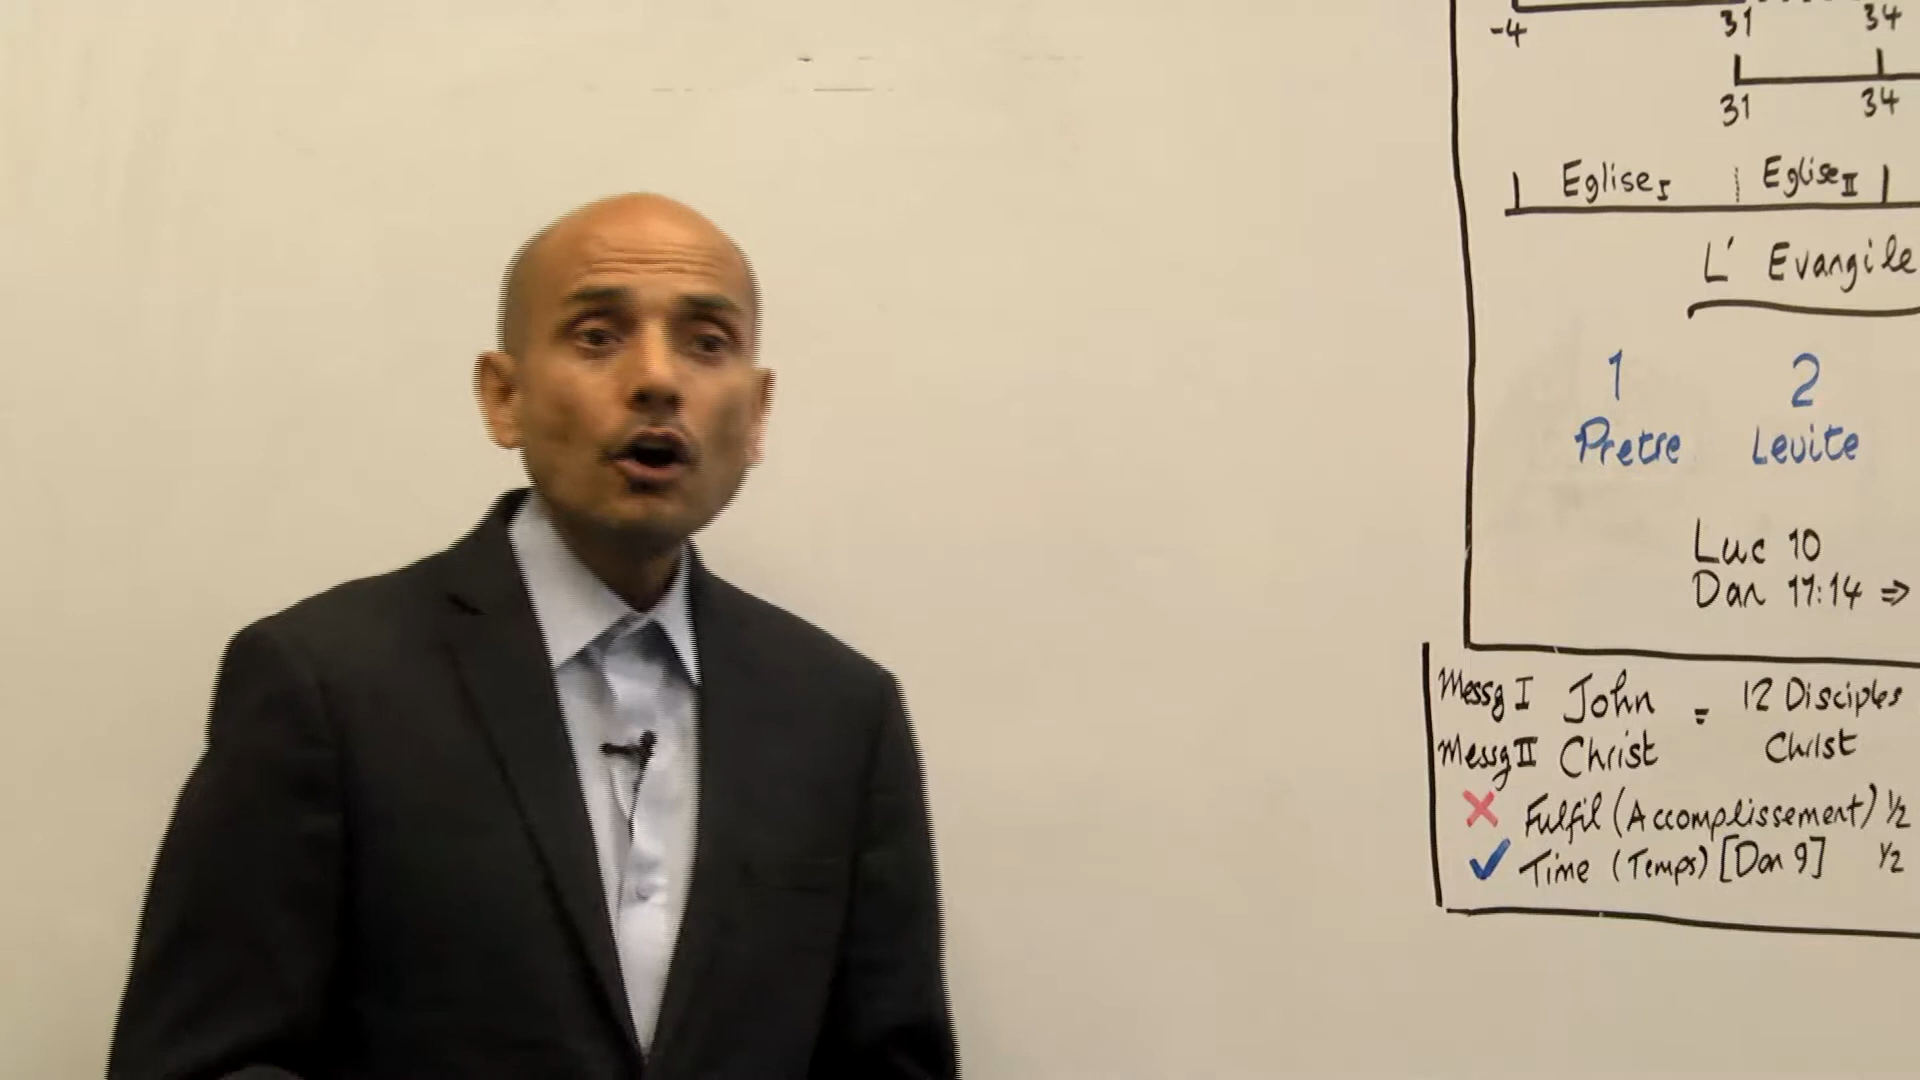 -4 31 34
31 34
Eglise I Eglise II
L' Evangile
1 2
Pretre Levite
Luc 10
Dan 11:14 ⇒
Messg I John = 12 Disciples
Messg II Christ Christ
✗ Fulfil (Accomplissement) 1/2
✓ Time (Temps) [Dan 9] 1/2